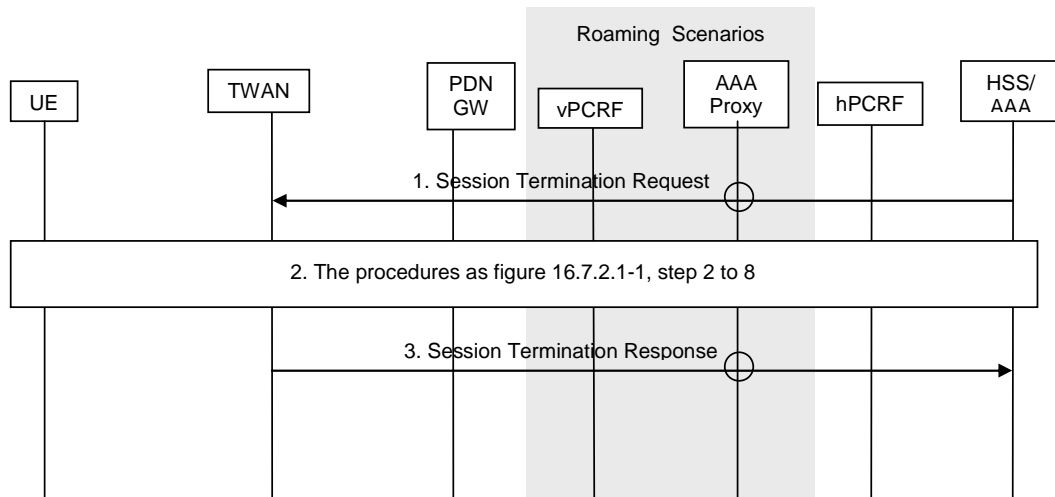 Roaming Scenarios
UE
TWAN
PDN
GW
vPCRF
AAA
Proxy
hPCRF
HSS/
AAA
1. Session Termination Request
2. The procedures as figure 16.7.2.1-1, step 2 to 8
3. Session Termination Response